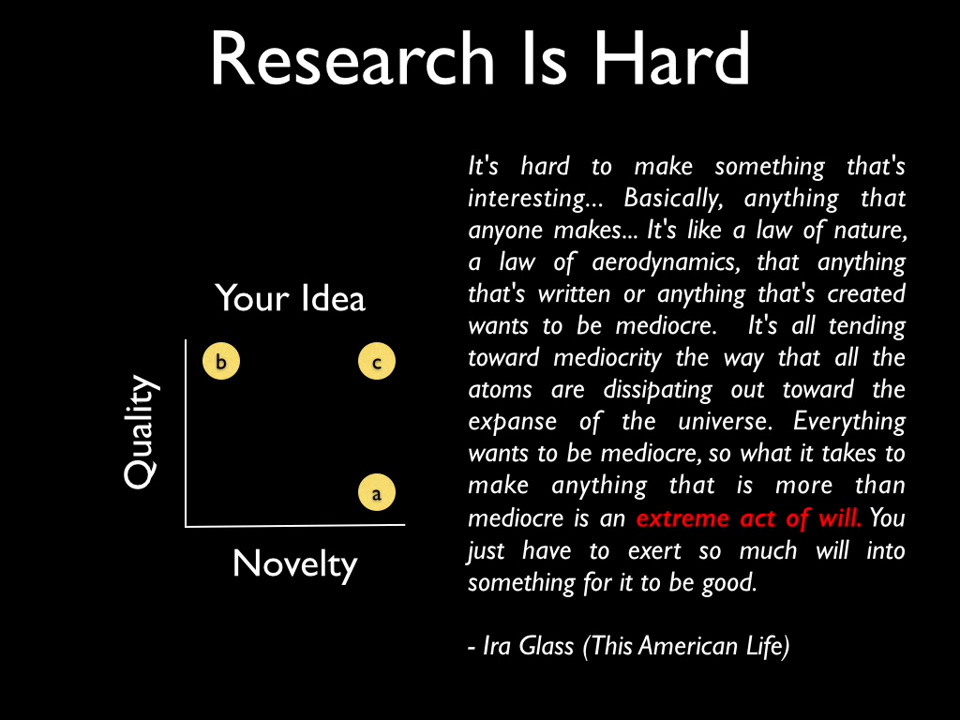 Research Is Hard
Your Idea
b
c
a
Quality
Novelty
It's hard to make something that's
interesting... Basically, anything that
anyone makes... It's like a law of nature,
a law of aerodynamics, that anything
that's written or anything that's created
wants to be mediocre. It's all tending
toward mediocrity the way that all the
atoms are dissipating out toward the
expanse of the universe. Everything
wants to be mediocre, so what it takes to
make anything that is more than
mediocre is an extreme act of will. You
just have to exert so much will into
something for it to be good.
- Ira Glass (This American Life)